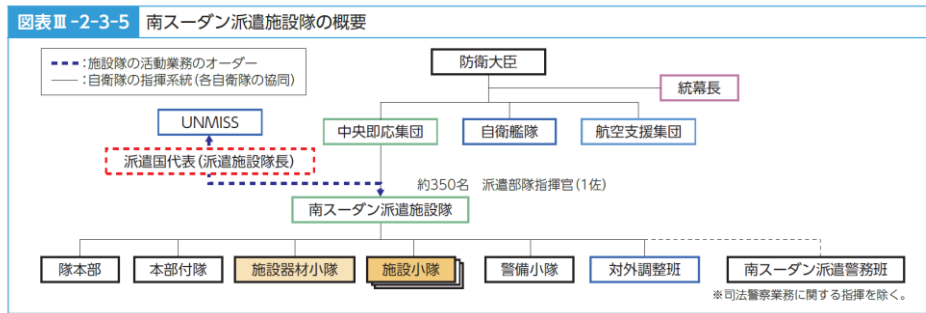 図表Ⅲ-2-3-5 南スーダン派遣施設隊の概要
:施設隊の活動業務のオーダー
:自衛隊の指揮系統(各自衛隊の協同)
防衛大臣
統幕長
UNMISS
中央即応集団
自衛艦隊
航空支援集団
派遣国代表(派遣施設隊長)
約350名 派遣部隊指揮官(1佐)
南スーダン派遣施設隊
隊本部
本部付隊
施設器材小隊
施設小隊
警備小隊
対外調整班
南スーダン派遣警務班
※司法警察業務に関する指揮を除く。